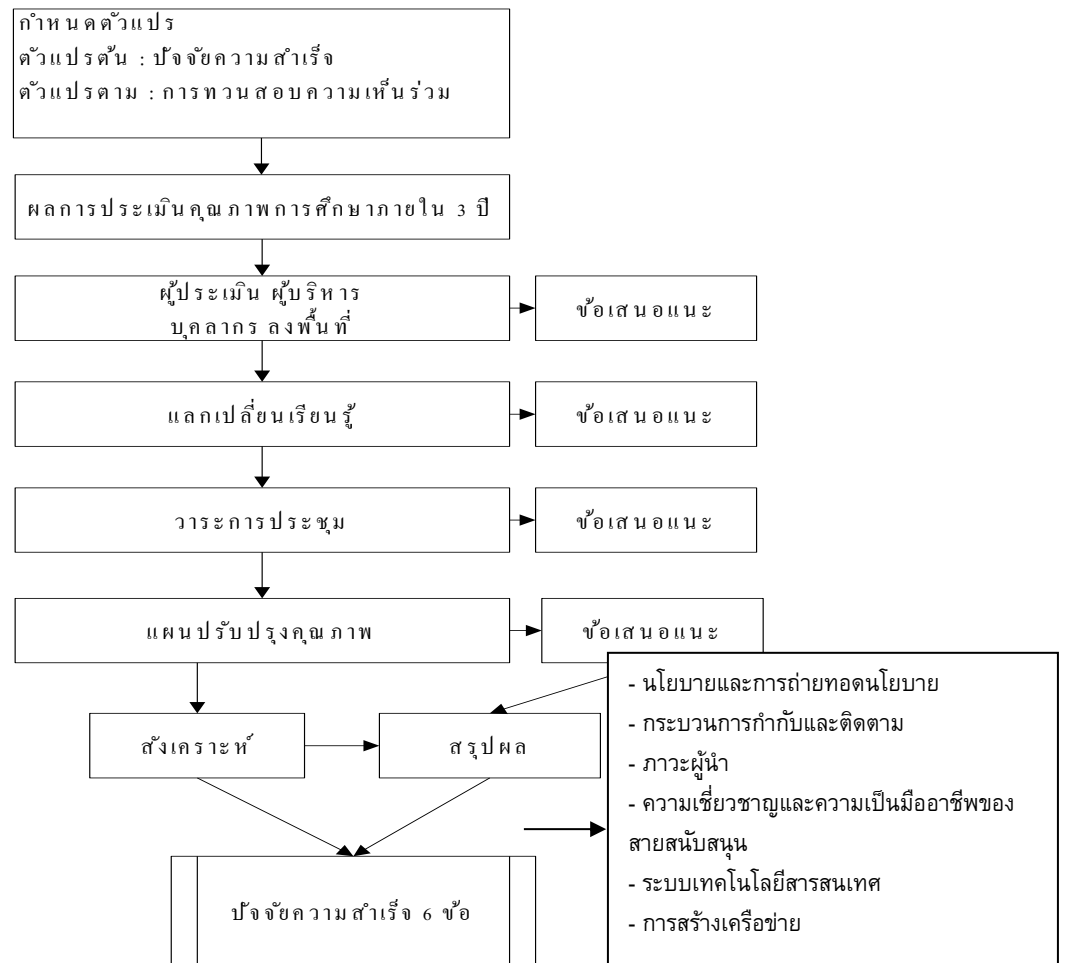 กำหนดตัวแปร
ตัวแปรต้น : ปัจจัยความสำเร็จ
ตัวแปรตาม : การทวนสอบความเห็นร่วม
ผลการประเมินคุณภาพการศึกษาภายใน 3 ปี
ผู้ประเมิน ผู้บริหาร
บุคลากร ลงพื้นที่
ข้อเสนอแนะ
แลกเปลี่ยนเรียนรู้
ข้อเสนอแนะ
วาระการประชุม
ข้อเสนอแนะ
แผนปรับปรุงคุณภาพ
ข้อเสนอแนะ
สังเคราะห์
สรุปผล
- นโยบายและการถ่ายทอดนโยบาย
- กระบวนการกำกับและติดตาม
- ภาวะผู้นำ
- ความเชี่ยวชาญและความเป็นมืออาชีพของ
สายสนับสนุน
- ระบบเทคโนโลยีสารสนเทศ
- การสร้างเครือข่าย
ปัจจัยความสำเร็จ 6 ข้อ